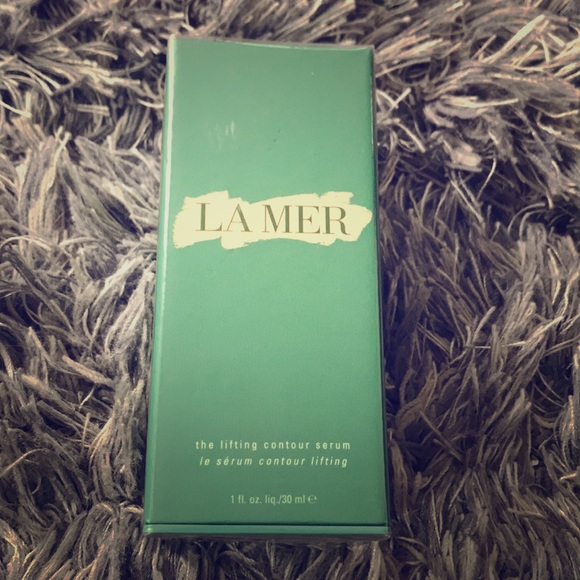 LA MER
the lifting contour serum
le sérum contour lifting
1 fl. oz. liq./30 ml ℮